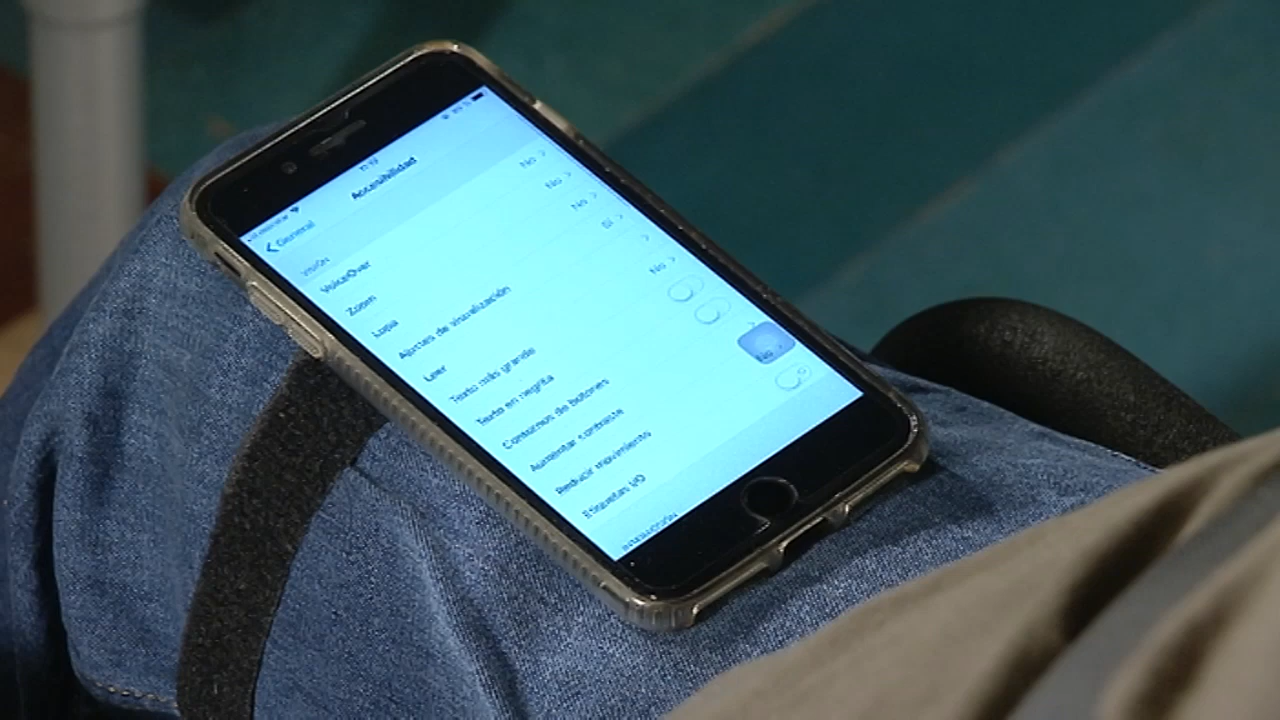 General
Accesibilidad
VISIÓN
VoiceOver No
Zoom No
Lupa No
Ajustes de visualización Sí
Leer
Texto más grande No
Texto en negrita
Contornos de botones
Aumentar contraste
Reducir movimiento No
Etiquetas I/O
INTERACCIÓN